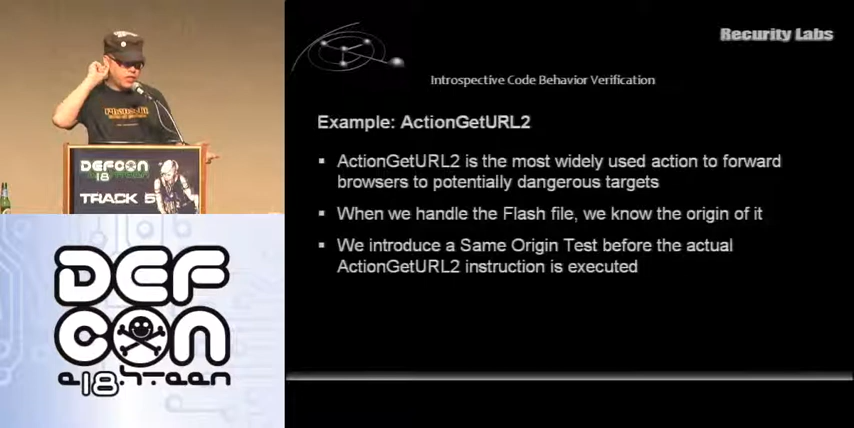 Recurity Labs
Introspective Code Behavior Verification
Example: ActionGetURL2
▪ ActionGetURL2 is the most widely used action to forward
browsers to potentially dangerous targets
▪ When we handle the Flash file, we know the origin of it
▪ We introduce a Same Origin Test before the actual
ActionGetURL2 instruction is executed
DEFCON
18
TRACK 5
DEF
CON
e18hteen